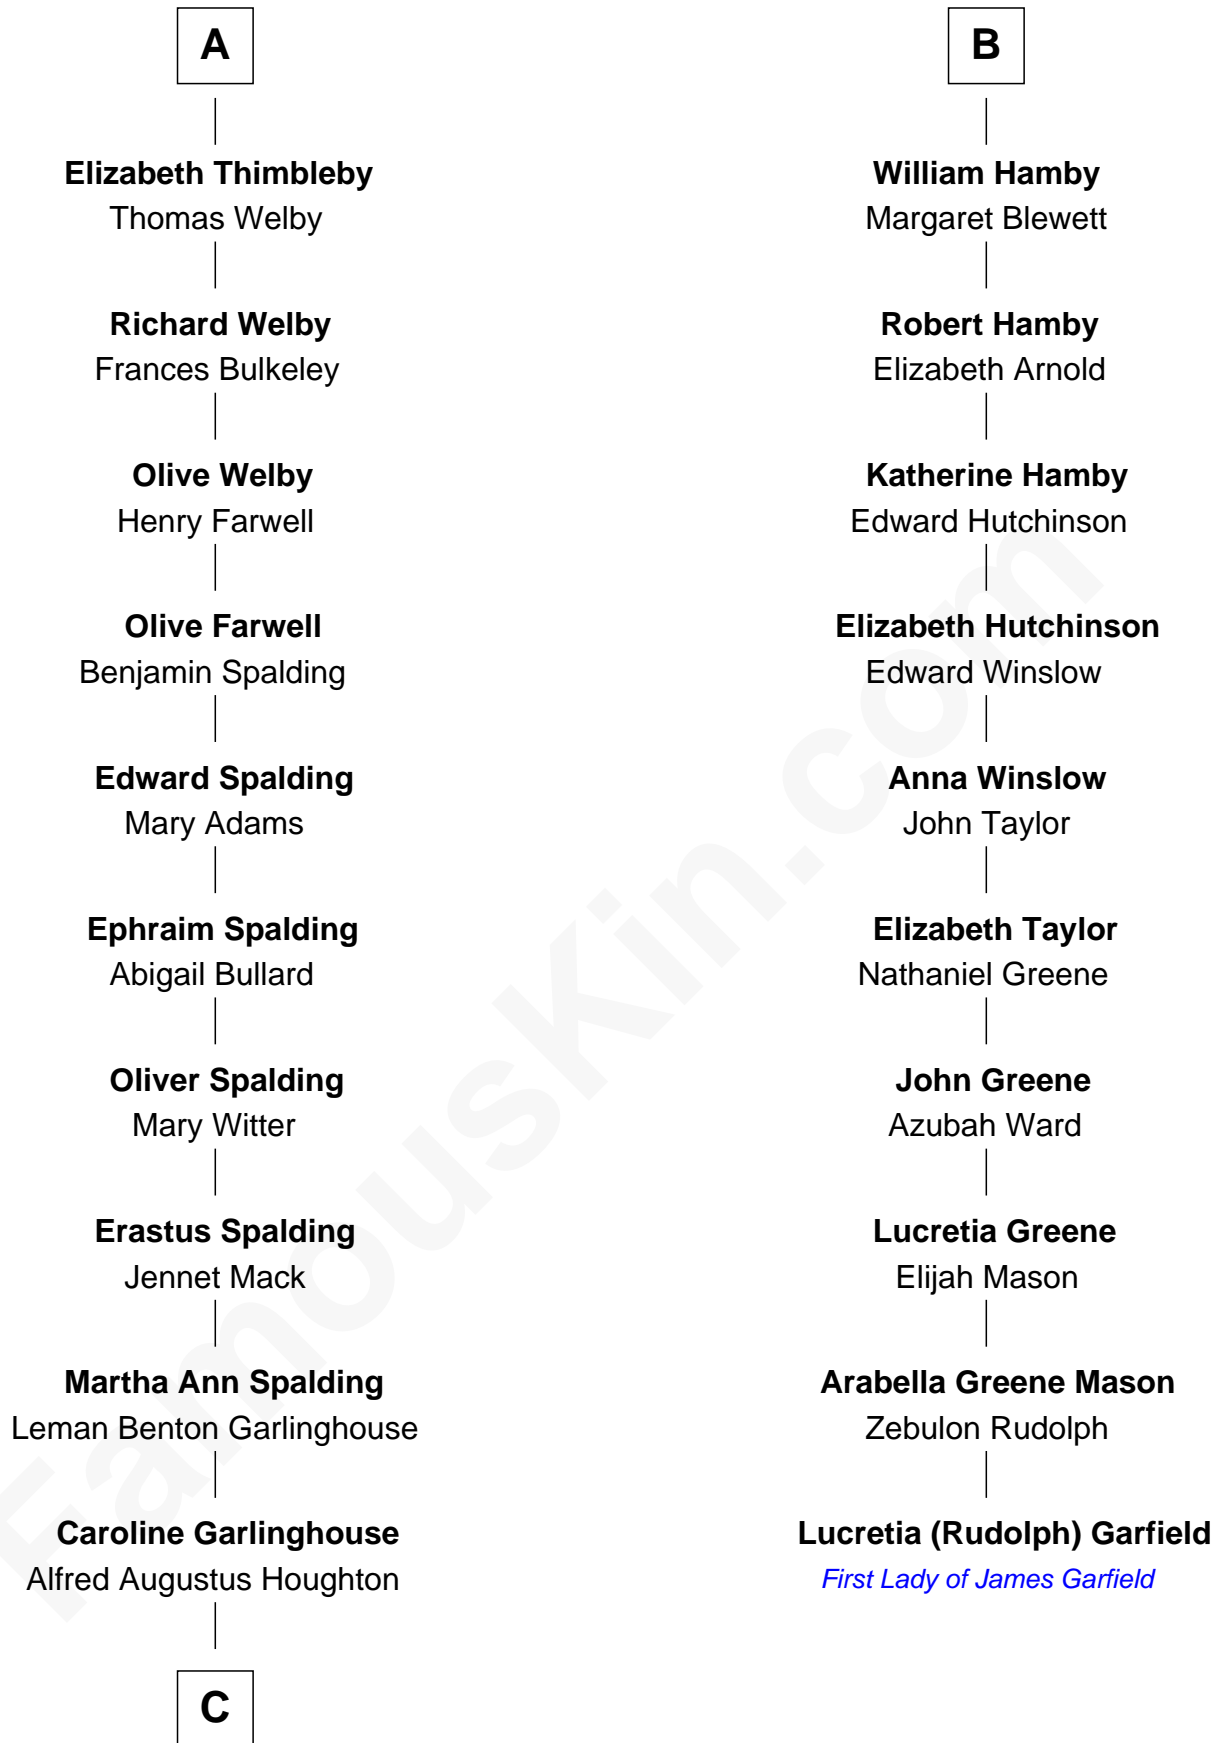 A
Elizabeth Thimbleby
Thomas Welby
Richard Welby
Frances Bulkeley
Olive Welby
Henry Farwell
Olive Farwell
Benjamin Spalding
Edward Spalding
Mary Adams
Ephraim Spalding
Abigail Bullard
Oliver Spalding
Mary Witter
Erastus Spalding
Jennet Mack
Martha Ann Spalding
Leman Benton Garlinghouse
Caroline Garlinghouse
Alfred Augustus Houghton
C
B
William Hamby
Margaret Blewett
Robert Hamby
Elizabeth Arnold
Katherine Hamby
Edward Hutchinson
Elizabeth Hutchinson
Edward Winslow
Anna Winslow
John Taylor
Elizabeth Taylor
Nathaniel Greene
John Greene
Azubah Ward
Lucretia Greene
Elijah Mason
Arabella Greene Mason
Zebulon Rudolph
Lucretia (Rudolph) Garfield
First Lady of James Garfield
FamousKin.com